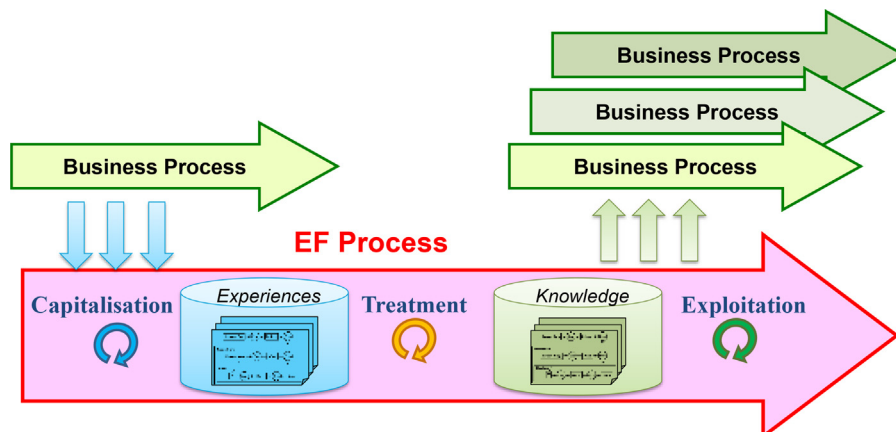 Business Process
Business Process
Business Process
Business Process
EF Process
Capitalisation
Experiences
Treatment
Knowledge
Exploitation